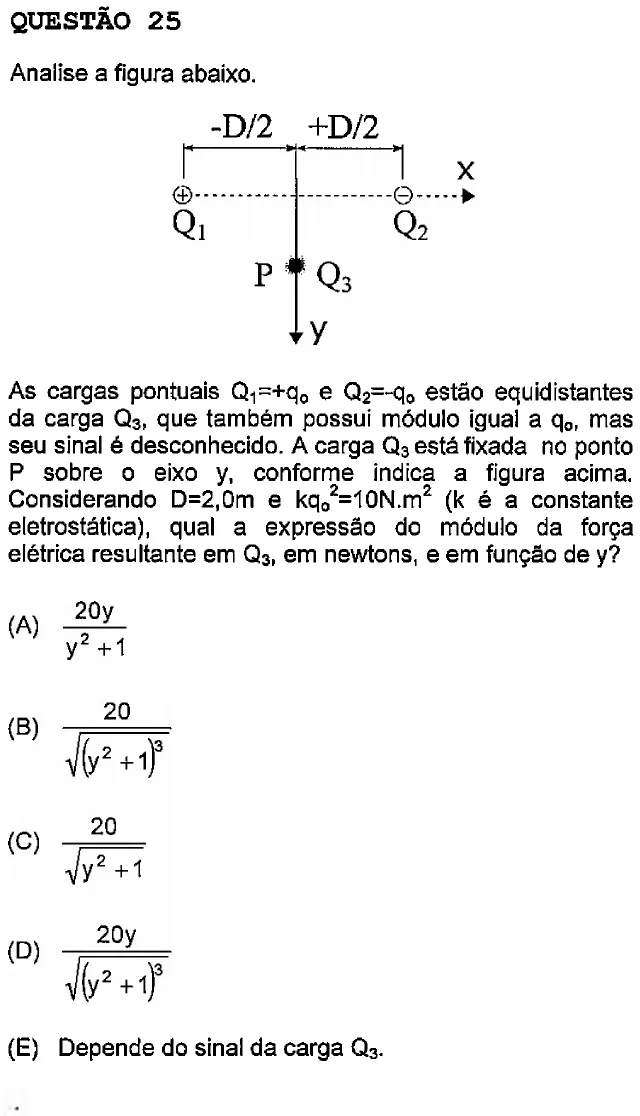 QUESTÃO 25
Analise a figura abaixo.
-D/2 +D/2
x
Q₁ Q₂
P Q₃
y
As cargas pontuais Q₁=+qₒ e Q₂=-qₒ estão equidistantes
da carga Q₃, que também possui módulo igual a qₒ, mas
seu sinal é desconhecido. A carga Q₃ está fixada no ponto
P sobre o eixo y, conforme indica a figura acima.
Considerando D=2,0m e kqₒ²=10N.m² (k é a constante
eletrostática), qual a expressão do módulo da força
elétrica resultante em Q₃, em newtons, e em função de y?
(A) 20y / y² + 1
(B) 20 / √(y² + 1)³
(C) 20 / √y² + 1
(D) 20y / √(y² + 1)³
(E) Depende do sinal da carga Q₃.